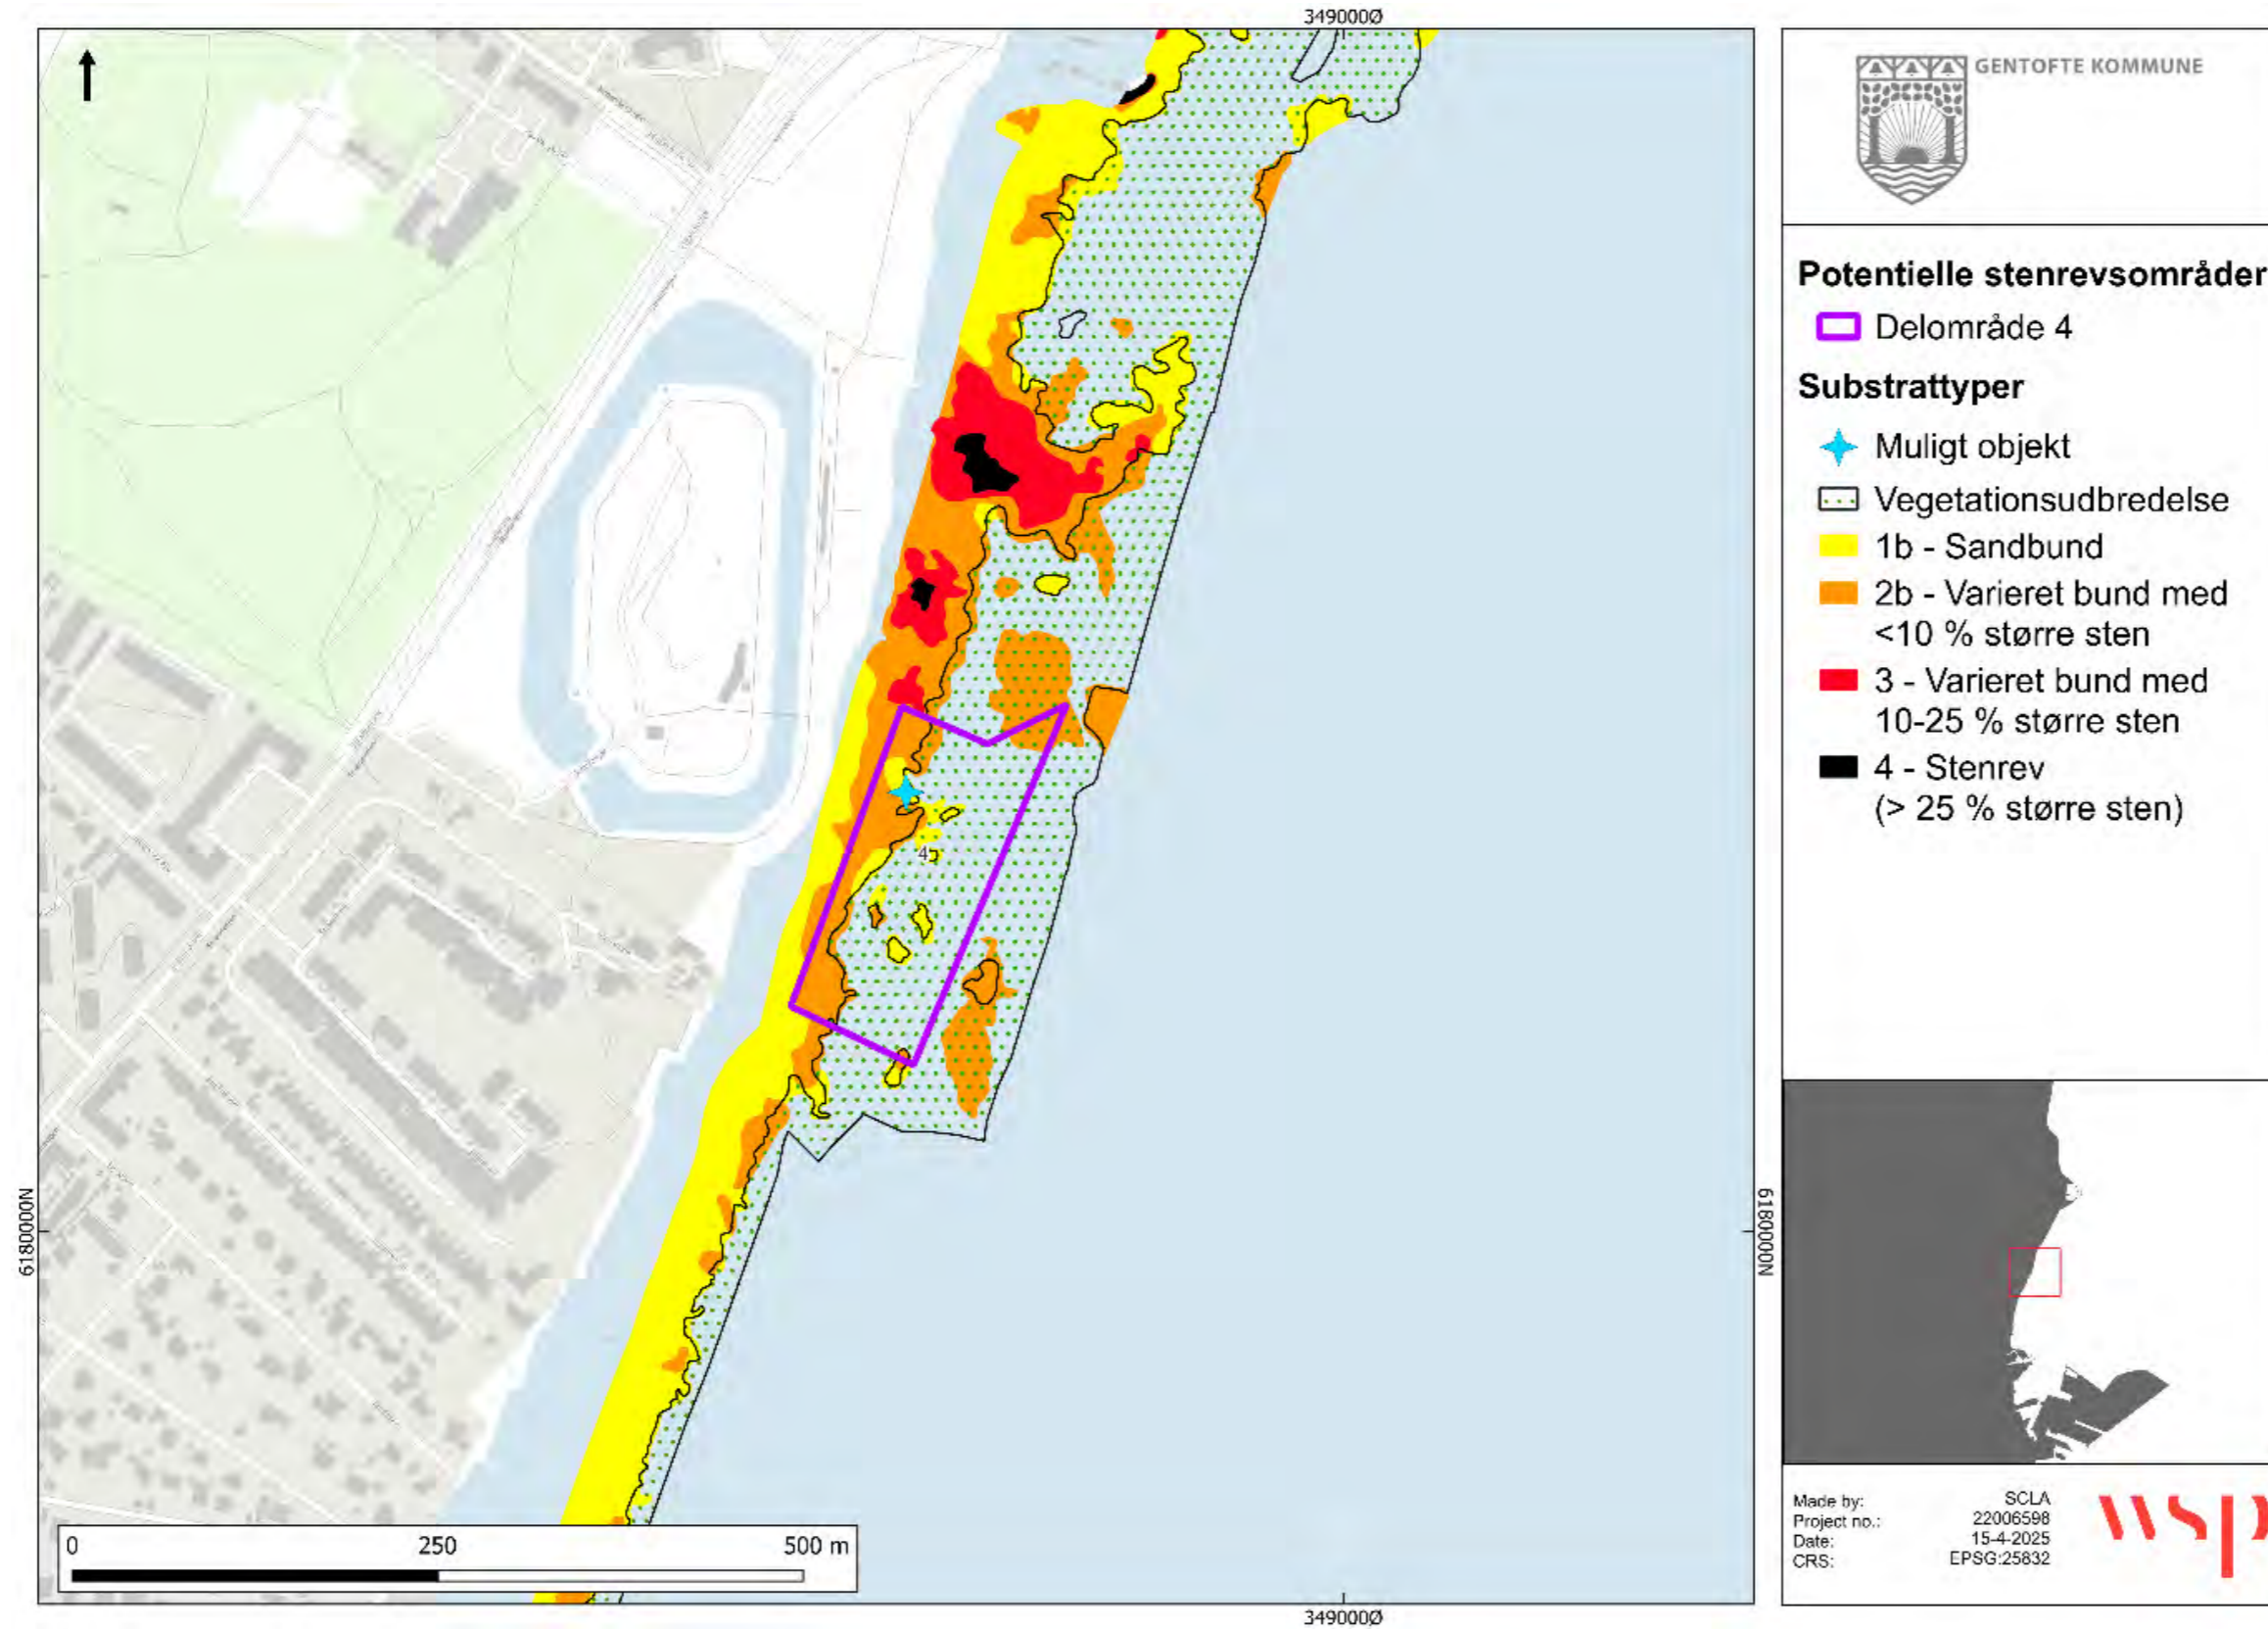 3490000Ø
GENTOFTE KOMMUNE
Potentielle stenrevsområder
Delområde 4
Substrattyper
Muligt objekt
Vegetationsudbredelse
1b - Sandbund
2b - Varieret bund med
<10 % større sten
3 - Varieret bund med
10-25 % større sten
4 - Stenrev
(> 25 % større sten)
4
6180000N
6180000N
0 250 500 m
3490000Ø
Made by: SCLA
Project no.: 22006598
Date: 15-4-2025
CRS: EPSG:25832
wsp